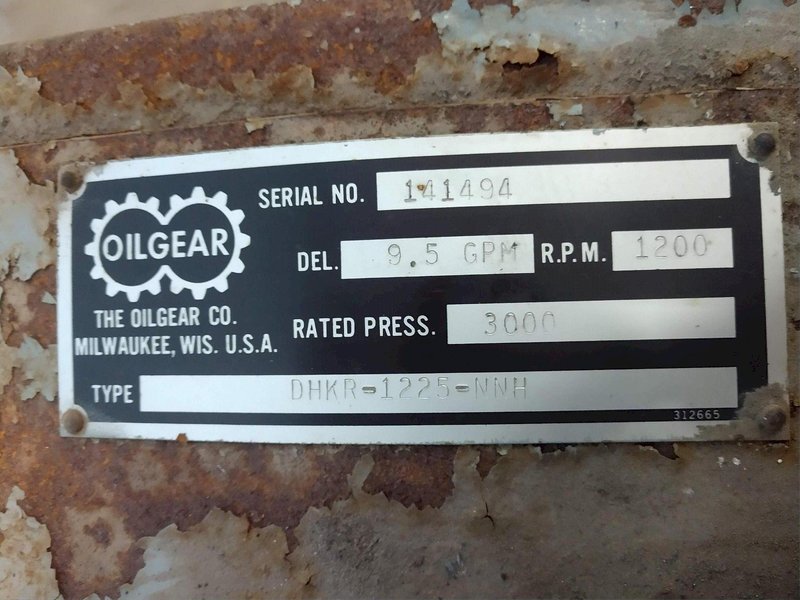 SERIAL NO. 141494
OILGEAR
DEL. 9.5 GPM R.P.M. 1200
THE OILGEAR CO.
MILWAUKEE, WIS. U.S.A.
RATED PRESS. 3000
TYPE DHKR-1225-NNH
312665